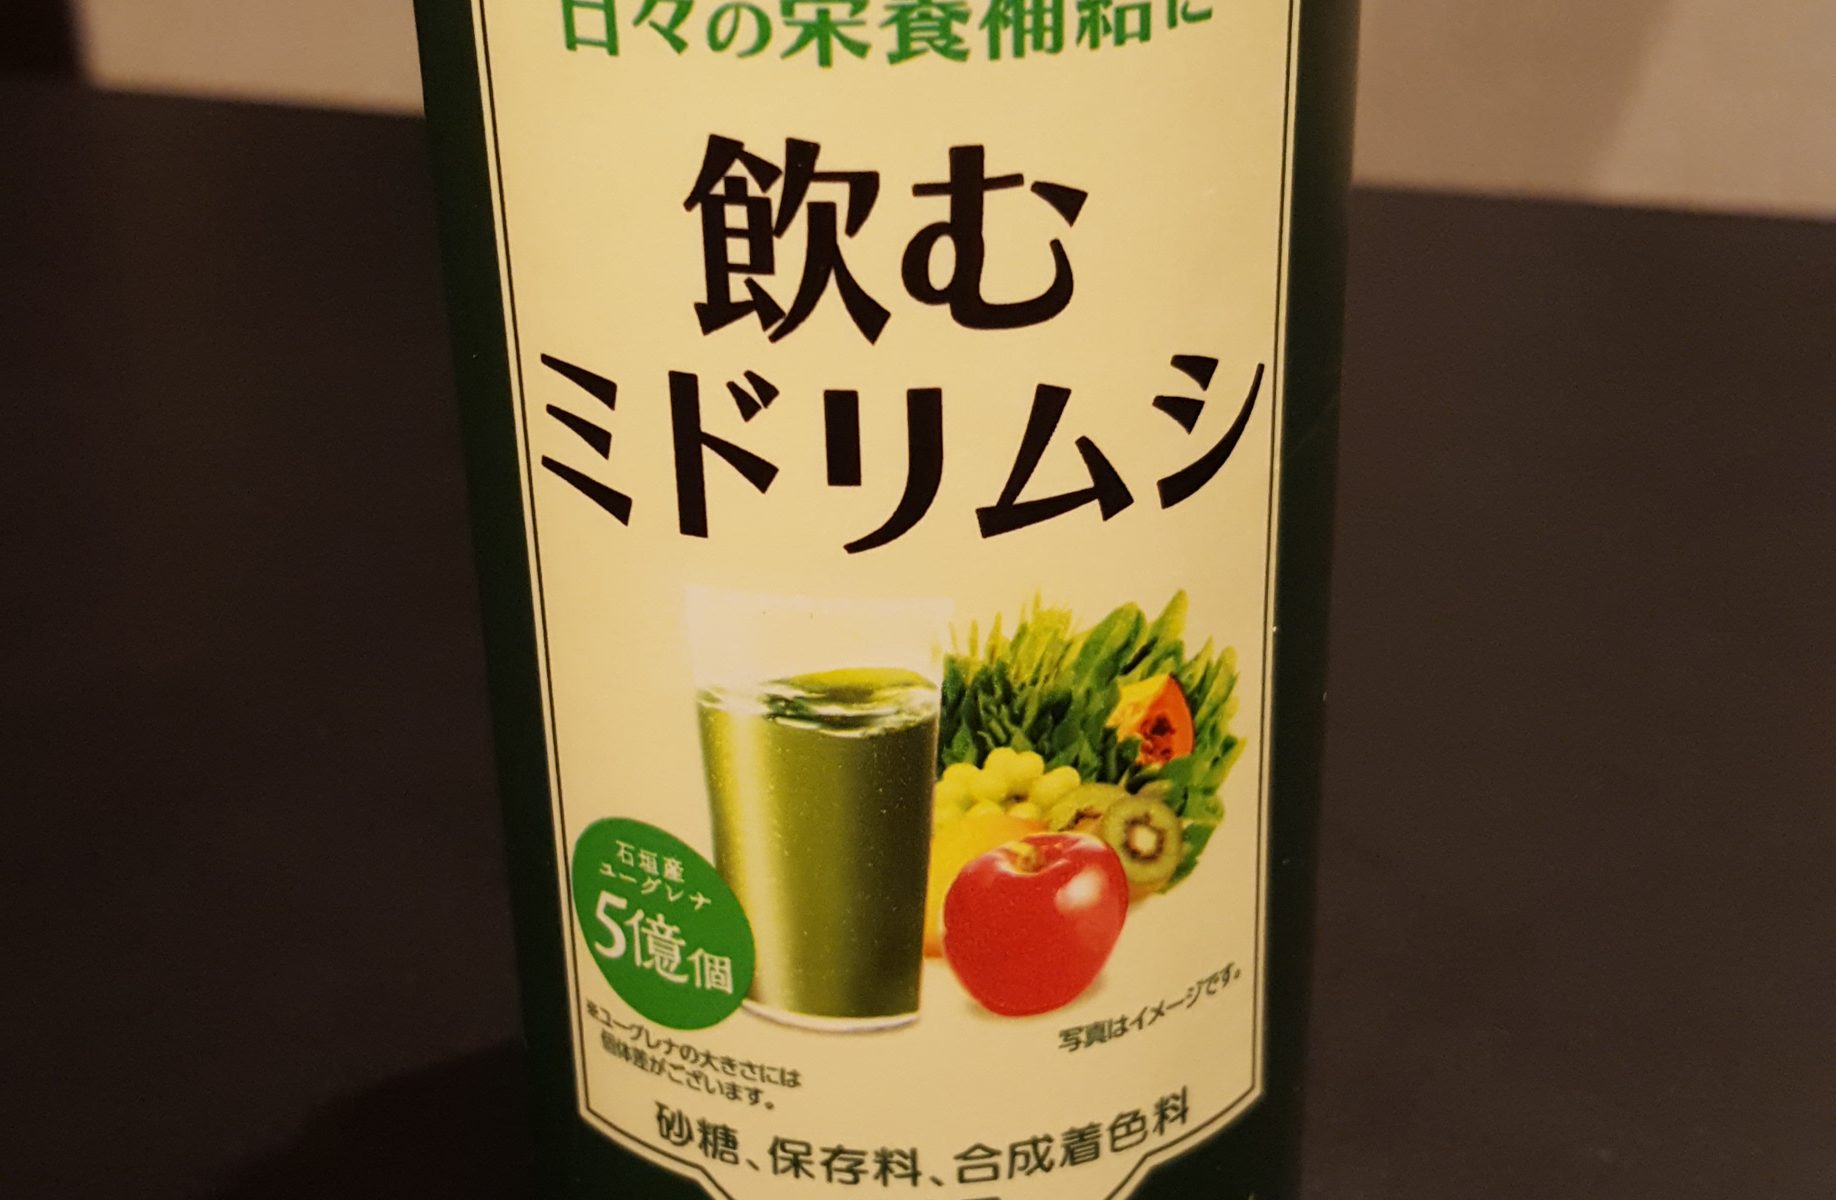 日々の栄養補給に
飲む
ミドリムシ
石垣産
ユーグレナ
5億個
※ユーグレナの大きさには
個体差がございます。
写真はイメージです。
砂糖、保存料、合成着色料